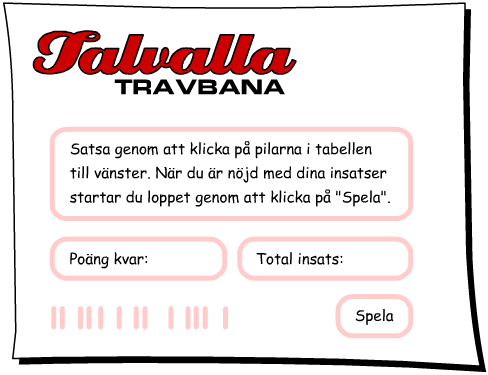 Talvalla
TRAVBANA
Satsa genom att klicka på pilarna i tabellen
till vänster. När du är nöjd med dina insatser
startar du loppet genom att klicka på "Spela".
Poäng kvar:
Total insats:
Spela